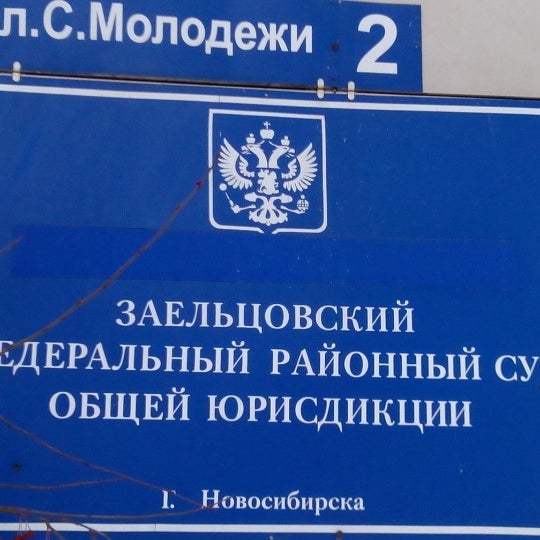 л.С.Молодежи 2
ЗАЕЛЬЦОВСКИЙ
ЕДЕРАЛЬНЫЙ РАЙОННЫЙ СУ
ОБЩЕЙ ЮРИСДИКЦИИ
Г. Новосибирска